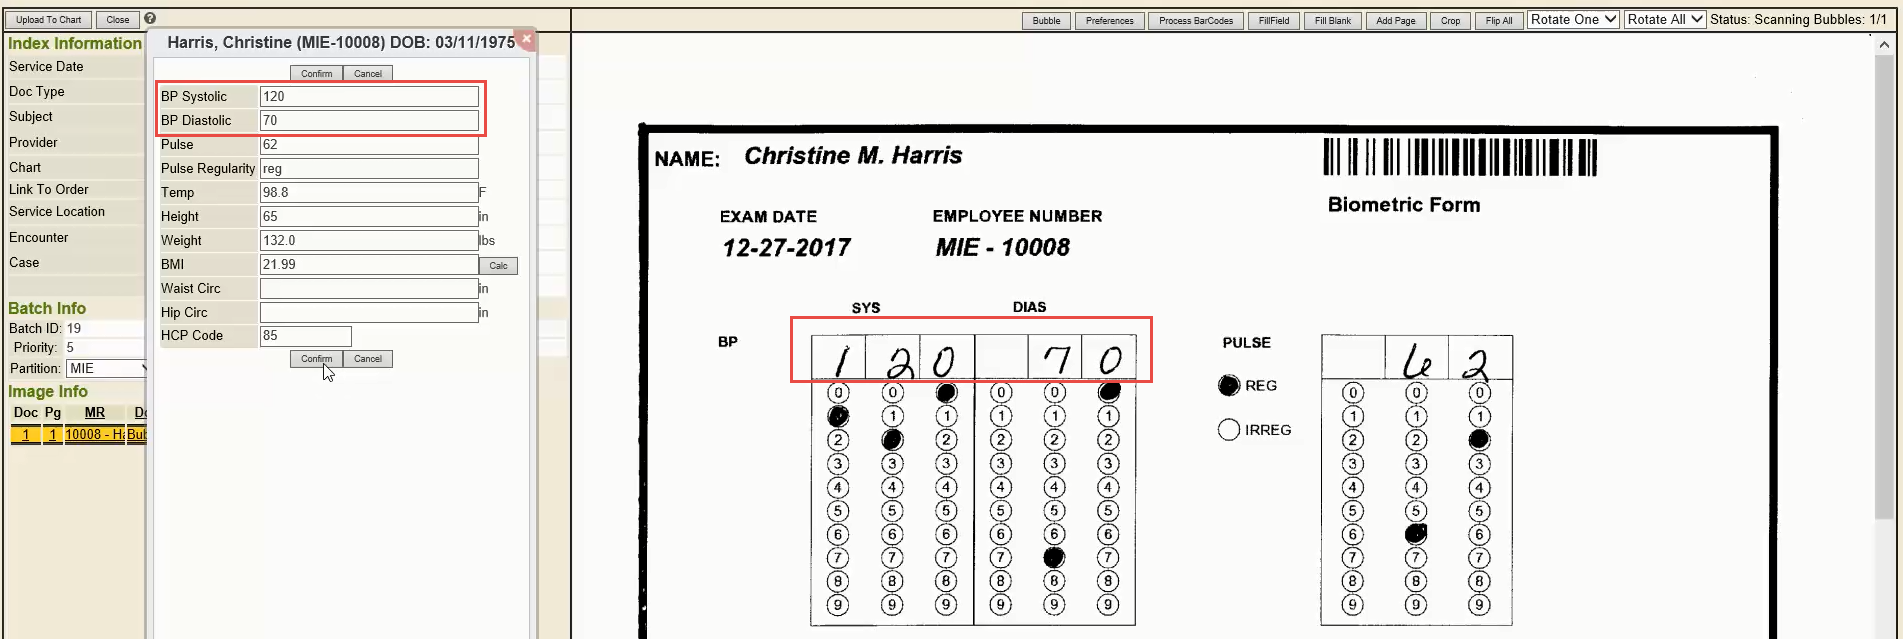 Upload To Chart Close ?
Bubble Preferences Process BarCodes FillField Fill Blank Add Page Crop Flip All Rotate One Rotate All Status: Scanning Bubbles: 1/1
Index Information
Service Date
Doc Type
Subject
Provider
Chart
Link To Order
Service Location
Encounter
Case
Batch Info
Batch ID: 19
Priority: 5
Partition: MIE
Image Info
Doc Pg MR
1 1 10008 - Ha Bub
Harris, Christine (MIE-10008) DOB: 03/11/1975
Confirm Cancel
BP Systolic 120
BP Diastolic 70
Pulse 62
Pulse Regularity reg
Temp 98.8 F
Height 65 in
Weight 132.0 lbs
BMI 21.99 Calc
Waist Circ in
Hip Circ in
HCP Code 85
Confirm Cancel
NAME: Christine M. Harris
Biometric Form
EXAM DATE EMPLOYEE NUMBER
12-27-2017 MIE - 10008
SYS DIAS
BP 1 2 0 7 0 PULSE 6 2
0 0 0 0 0 0 REG 0 0 0
1 1 1 1 1 1 1 1
2 2 2 2 2 IRREG 2 2
3 3 3 3 3 3 3 3 3
4 4 4 4 4 4 4 4 4
5 5 5 5 5 5 5 5 5
6 6 6 6 6 6 6 6
7 7 7 7 7 7 7 7
8 8 8 8 8 8 8 8 8
9 9 9 9 9 9 9 9 9